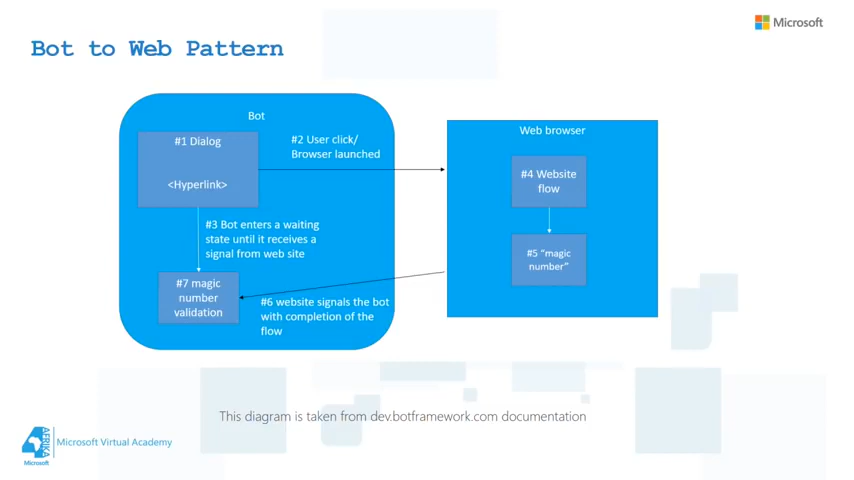 Microsoft
Bot to Web Pattern
Bot
#1 Dialog
<Hyperlink>
#2 User click/
Browser launched
#3 Bot enters a waiting
state until it receives a
signal from web site
#7 magic
number
validation
#6 website signals the bot
with completion of the
flow
Web browser
#4 Website
flow
#5 “magic
number”
This diagram is taken from dev.botframework.com documentation
4
AFRIKA
Microsoft
Microsoft Virtual Academy